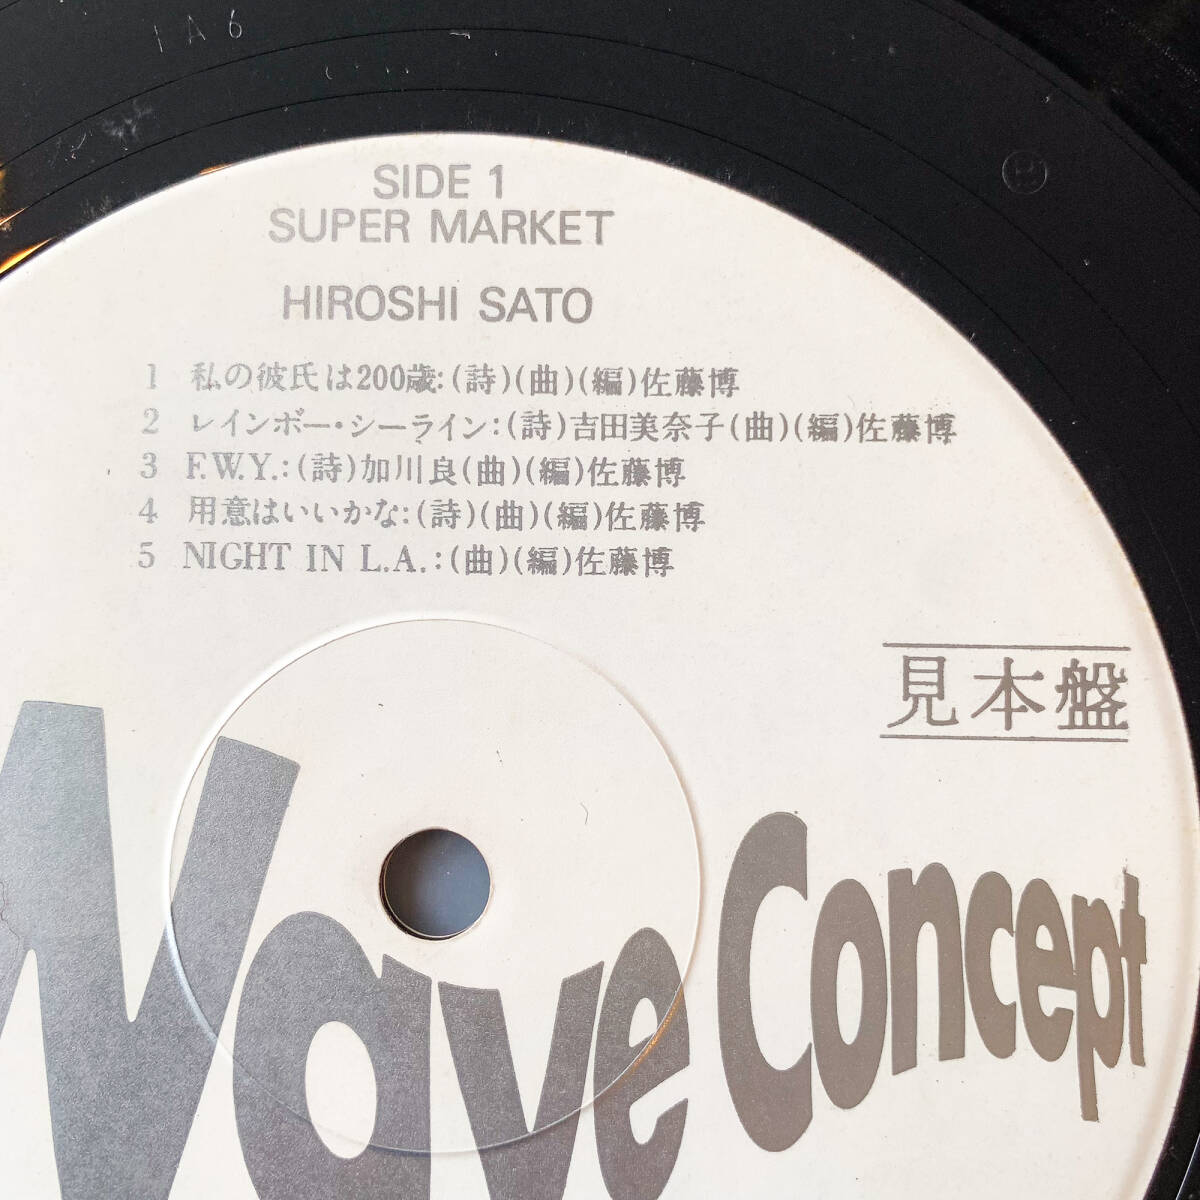 1 A 6
SIDE 1
SUPER MARKET
HIROSHI SATO
1 私の彼氏は200歳:(詩)(曲)(編)佐藤博
2 レインボー・シーライン:(詩)吉田美奈子(曲)(編)佐藤博
3 F.W.Y.:(詩)加川良(曲)(編)佐藤博
4 用意はいいかな:(詩)(曲)(編)佐藤博
5 NIGHT IN L.A.:(曲)(編)佐藤博
見本盤
Wave Concept